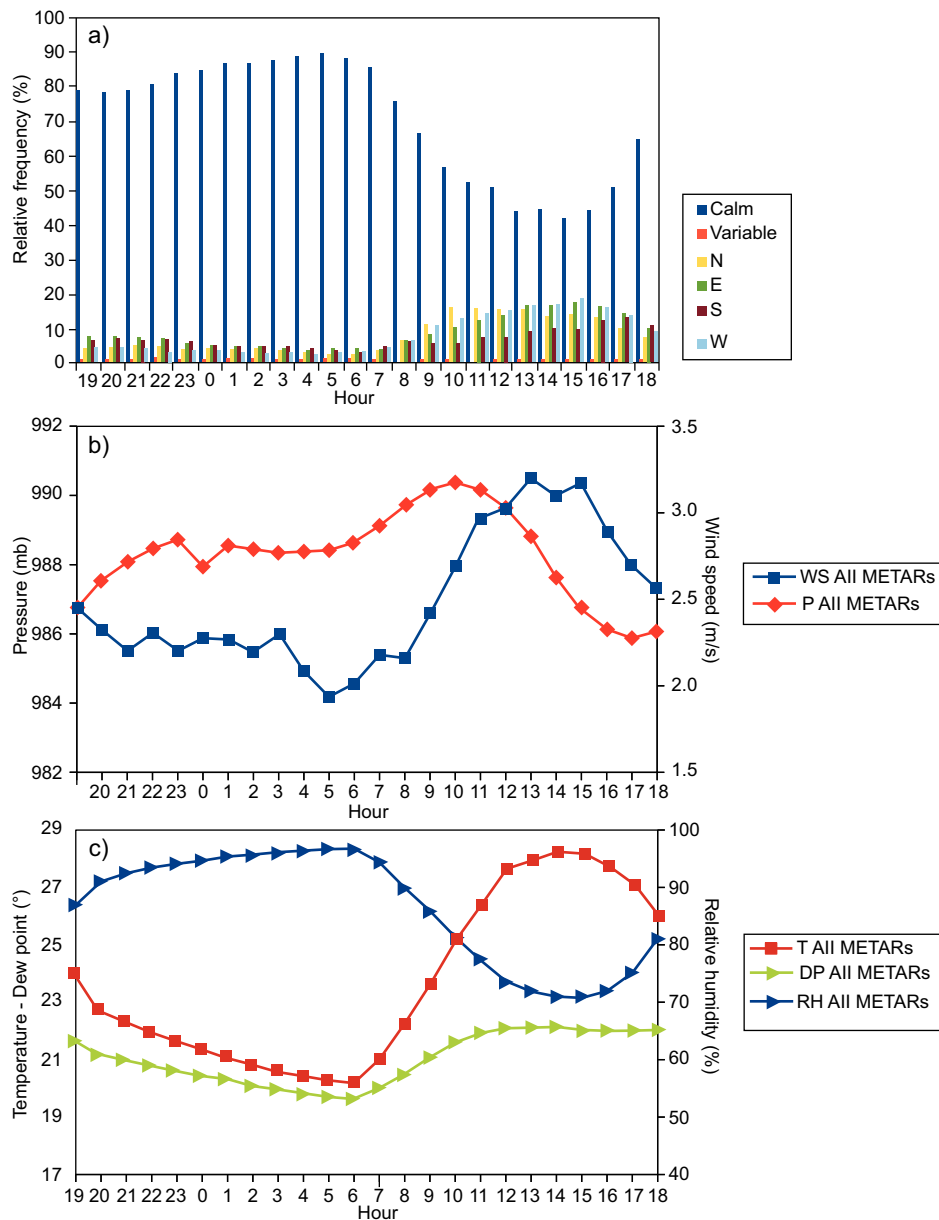 a)
Relative frequency (%)
100
90
80
70
60
50
40
30
20
10
0
19 20 21 22 23 0 1 2 3 4 5 6 7 8 9 10 11 12 13 14 15 16 17 18
Hour
Calm
Variable
N
E
S
W
b)
Pressure (mb)
992
990
988
986
984
982
Wind speed (m/s)
3.5
3.0
2.5
2.0
1.5
20 21 22 23 0 1 2 3 4 5 6 7 8 9 10 11 12 13 14 15 16 17 18
Hour
WS All METARs
P All METARs
c)
Temperature - Dew point (°)
29
27
25
23
21
19
17
Relative humidity (%)
100
90
80
70
60
50
40
19 20 21 22 23 0 1 2 3 4 5 6 7 8 9 10 11 12 13 14 15 16 17 18
Hour
T All METARs
DP All METARs
RH All METARs